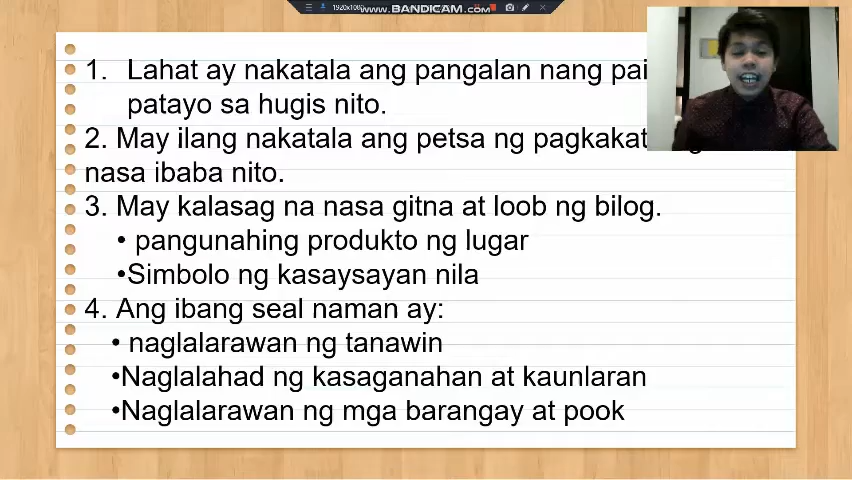 1920x1080
www.BANDICAM.com
1. Lahat ay nakatala ang pangalan nang
patayo sa hugis nito.
2. May ilang nakatala ang petsa ng
nasa ibaba nito.
3. May kalasag na nasa gitna at loob ng bilog.
• pangunahing produkto ng lugar
•Simbolo ng kasaysayan nila
4. Ang ibang seal naman ay:
• naglalarawan ng tanawin
•Naglalahad ng kasaganahan at kaunlaran
•Naglalarawan ng mga barangay at pook